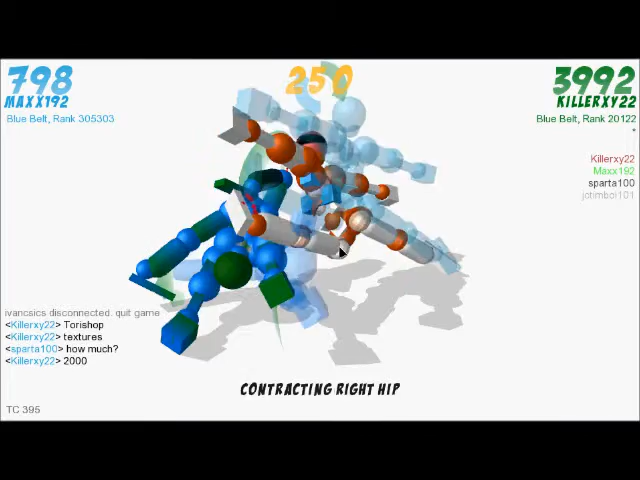 798
250
3992
MAXX192
KILLERXY22
Blue Belt, Rank 305303
Blue Belt, Rank 20122
Killerxy22
Maxx192
sparta100
jotimboi101
ivancsics disconnected. quit game
<Killerxy22> Torishop
<Killerxy22> textures
<sparta100> how much?
<Killerxy22> 2000
CONTRACTING RIGHT HIP
TC 395